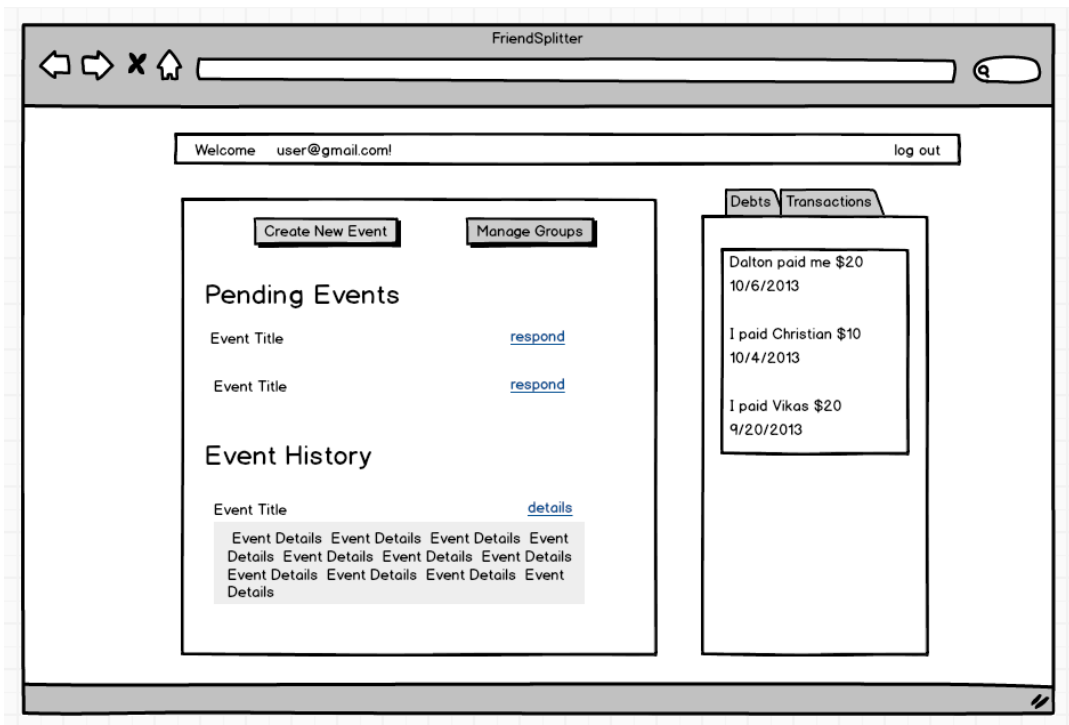 FriendSplitter
Welcome user@gmail.com! log out
Create New Event Manage Groups
Pending Events
Event Title respond
Event Title respond
Event History
Event Title details
Event Details Event Details Event Details Event
Details Event Details Event Details Event Details
Event Details Event Details Event Details Event
Details
Debts Transactions
Dalton paid me $20
10/6/2013
I paid Christian $10
10/4/2013
I paid Vikas $20
9/20/2013